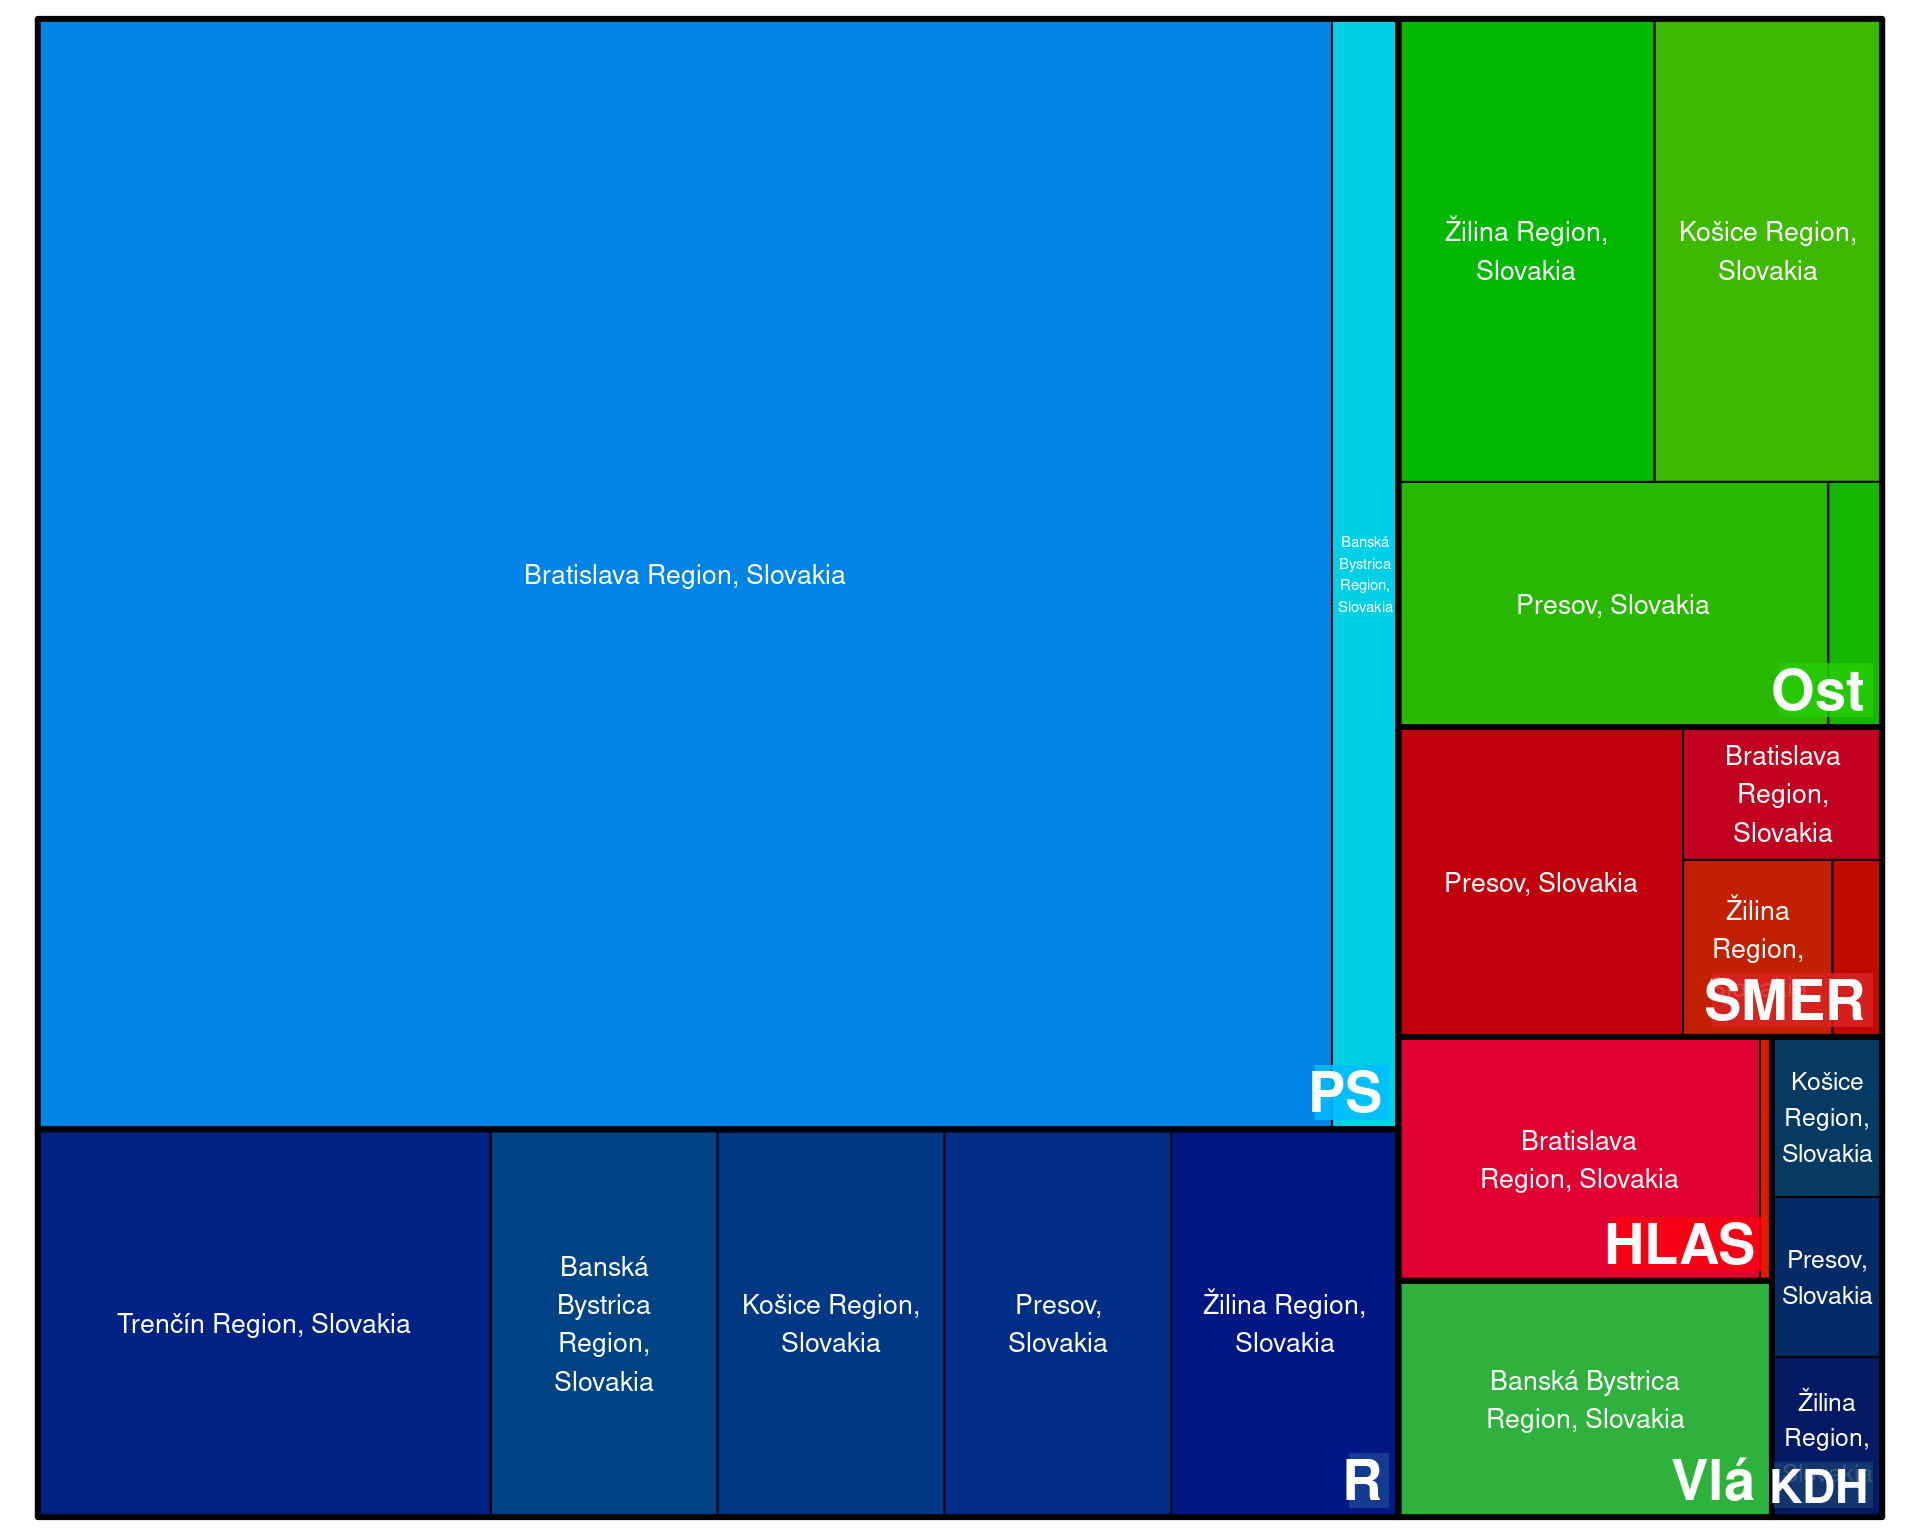 Bratislava Region, Slovakia
Banská
Bystrica
Region,
Slovakia
PS
Trenčín Region, Slovakia
Banská
Bystrica
Region,
Slovakia
Košice Region,
Slovakia
Presov,
Slovakia
Žilina Region,
Slovakia
R
Žilina Region,
Slovakia
Košice Region,
Slovakia
Presov, Slovakia
Ost
Presov, Slovakia
Bratislava
Region,
Slovakia
Žilina
Region,
SMER
Bratislava
Region, Slovakia
HLAS
Banská Bystrica
Region, Slovakia
Vlá
Košice
Region,
Slovakia
Presov,
Slovakia
Žilina
Region,
KDH